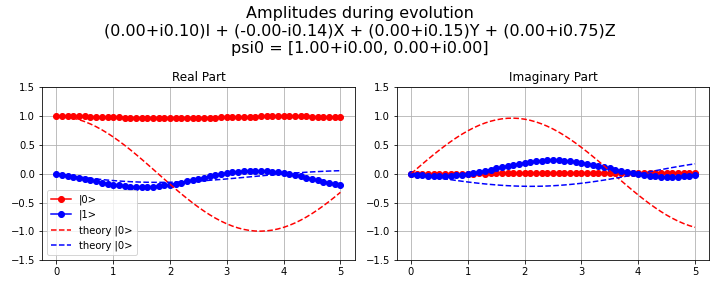 Amplitudes during evolution
(0.00+i0.10)I + (-0.00-i0.14)X + (0.00+i0.15)Y + (0.00+i0.75)Z
psi0 = [1.00+i0.00, 0.00+i0.00]
Real Part
1.5
1.0
0.5
0.0
−0.5
−1.0
−1.5
0 1 2 3 4 5
|0>
|1>
theory |0>
theory |0>
Imaginary Part
1.5
1.0
0.5
0.0
−0.5
−1.0
−1.5
0 1 2 3 4 5